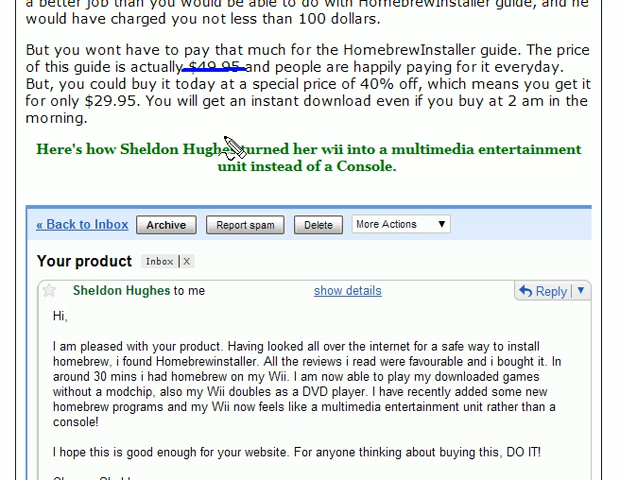 a better job than you would be able to do with HomebrewInstaller guide, and he
would have charged you not less than 100 dollars.
But you wont have to pay that much for the HomebrewInstaller guide. The price
of this guide is actually $49.95 and people are happily paying for it everyday.
But, you could buy it today at a special price of 40% off, which means you get it
for only $29.95. You will get an instant download even if you buy at 2 am in the
morning.
Here's how Sheldon Hughes turned her wii into a multimedia entertainment
unit instead of a Console.
« Back to Inbox Archive Report spam Delete More Actions
Your product Inbox X
Sheldon Hughes to me show details Reply
Hi,
I am pleased with your product. Having looked all over the internet for a safe way to install
homebrew, i found Homebrewinstaller. All the reviews i read were favourable and i bought it. In
around 30 mins i had homebrew on my Wii. I am now able to play my downloaded games
without a modchip, also my Wii doubles as a DVD player. I have recently added some new
homebrew programs and my Wii now feels like a multimedia entertainment unit rather than a
console!
I hope this is good enough for your website. For anyone thinking about buying this, DO IT!